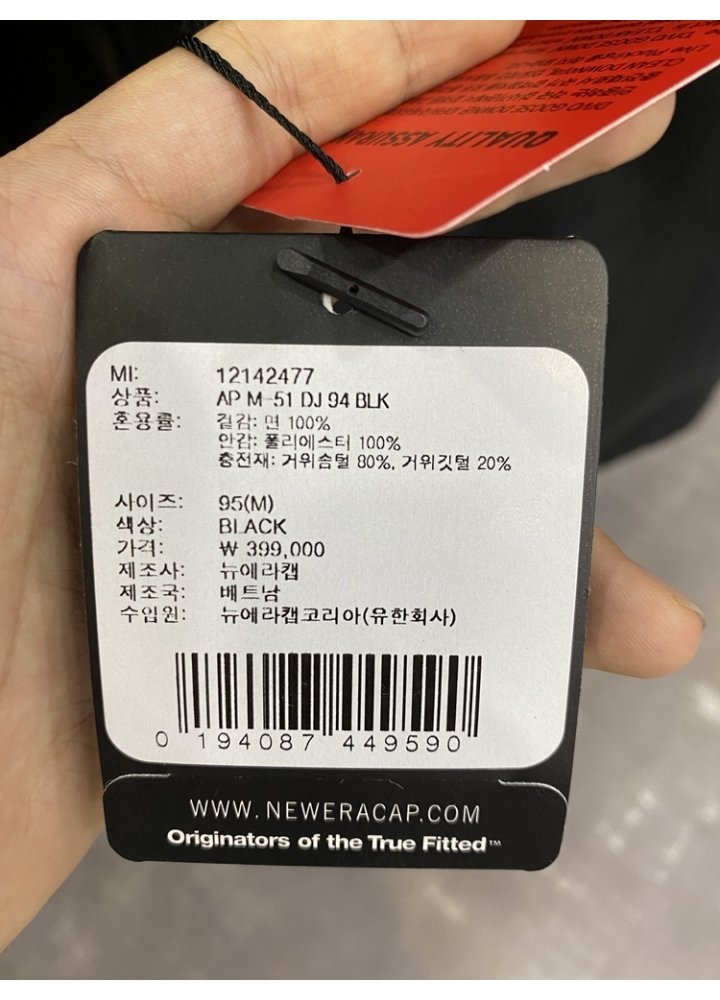 QUALITY ASSURAN
MI: 12142477
상품: AP M-51 DJ 94 BLK
혼용률: 겉감: 면 100%
안감: 폴리에스터 100%
충전재: 거위솜털 80%, 거위깃털 20%
사이즈: 95(M)
색상: BLACK
가격: ₩ 399,000
제조사: 뉴에라캡
제조국: 베트남
수입원: 뉴에라캡코리아(유한회사)
0 194087 449590
WWW.NEWERACAP.COM
Originators of the True Fitted™